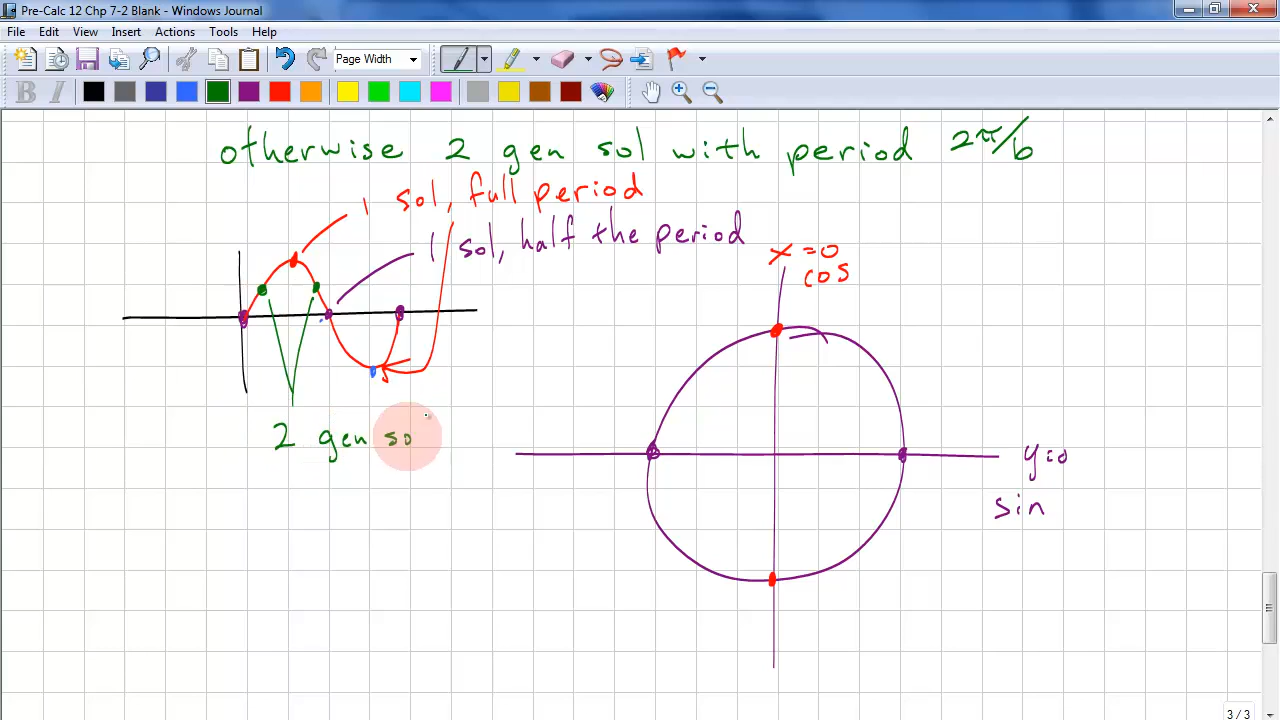 Pre-Calc 12 Chp 7-2 Blank - Windows Journal
File Edit View Insert Actions Tools Help
Page Width
B I
otherwise 2 gen sol with period 2π/b
1 sol, full period
1 sol, half the period
x=0
cos
2 gen so
y=0
sin
3/3